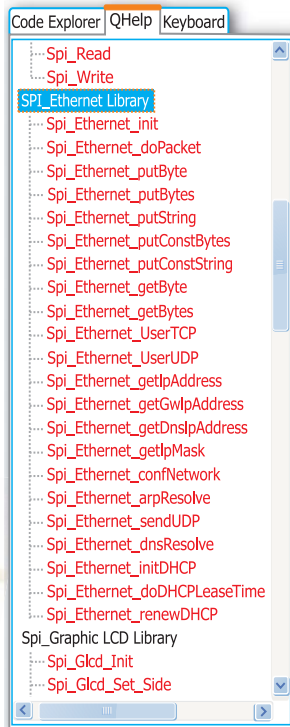 Code Explorer QHelp Keyboard
Spi_Read
Spi_Write
SPI_Ethernet Library
Spi_Ethernet_init
Spi_Ethernet_doPacket
Spi_Ethernet_putByte
Spi_Ethernet_putBytes
Spi_Ethernet_putString
Spi_Ethernet_putConstBytes
Spi_Ethernet_putConstString
Spi_Ethernet_getByte
Spi_Ethernet_getBytes
Spi_Ethernet_UserTCP
Spi_Ethernet_UserUDP
Spi_Ethernet_getIpAddress
Spi_Ethernet_getGwIpAddress
Spi_Ethernet_getDnsIpAddress
Spi_Ethernet_getIpMask
Spi_Ethernet_confNetwork
Spi_Ethernet_arpResolve
Spi_Ethernet_sendUDP
Spi_Ethernet_dnsResolve
Spi_Ethernet_initDHCP
Spi_Ethernet_doDHCPLeaseTime
Spi_Ethernet_renewDHCP
Spi_Graphic LCD Library
Spi_Glcd_Init
Spi_Glcd_Set_Side